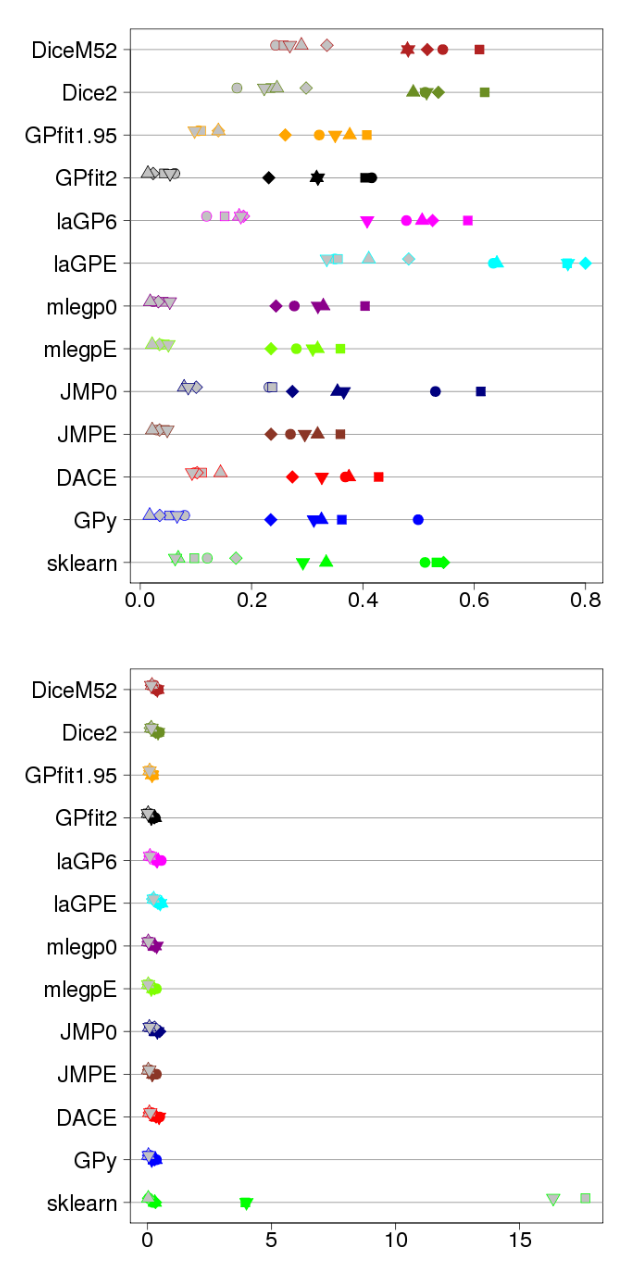 DiceM52
Dice2
GPfit1.95
GPfit2
laGP6
laGPE
mlegp0
mlegpE
JMP0
JMPE
DACE
GPy
sklearn
0.0 0.2 0.4 0.6 0.8
DiceM52
Dice2
GPfit1.95
GPfit2
laGP6
laGPE
mlegp0
mlegpE
JMP0
JMPE
DACE
GPy
sklearn
0 5 10 15